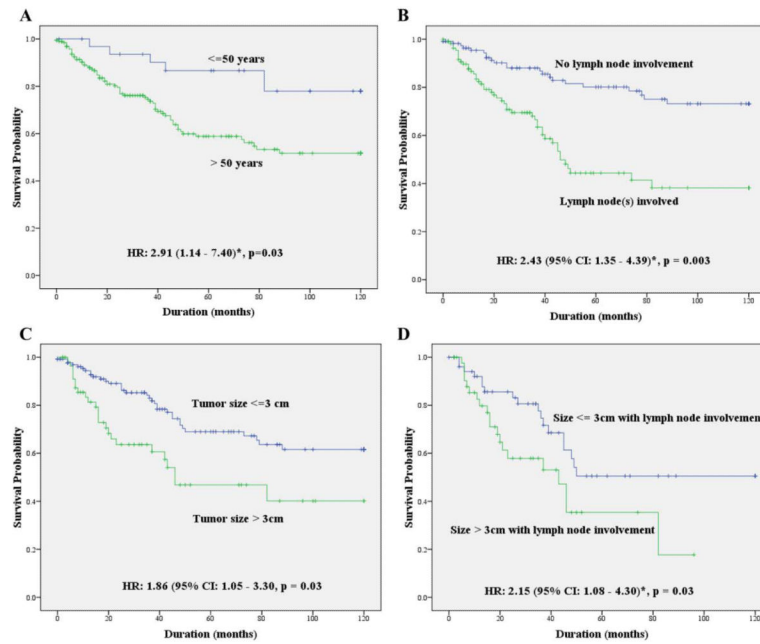 A
Survival Probability
1.0
0.8
0.6
0.4
0.2
0.0
<=50 years
> 50 years
HR: 2.91 (1.14 - 7.40)*, p=0.03
0 20 40 60 80 100 120
Duration (months)
B
Survival Probability
1.0
0.8
0.6
0.4
0.2
0.0
No lymph node involvement
Lymph node(s) involved
HR: 2.43 (95% CI: 1.35 - 4.39)*, p = 0.003
0 20 40 60 80 100 120
Duration (months)
C
Survival Probability
1.0
0.8
0.6
0.4
0.2
0.0
Tumor size <=3 cm
Tumor size > 3cm
HR: 1.86 (95% CI: 1.05 - 3.30, p = 0.03
0 20 40 60 80 100 120
Duration (months)
D
Survival Probability
1.0
0.8
0.6
0.4
0.2
0.0
Size <= 3cm with lymph node involvement
Size > 3cm with lymph node involvement
HR: 2.15 (95% CI: 1.08 - 4.30)*, p = 0.03
0 20 40 60 80 100 120
Duration (months)